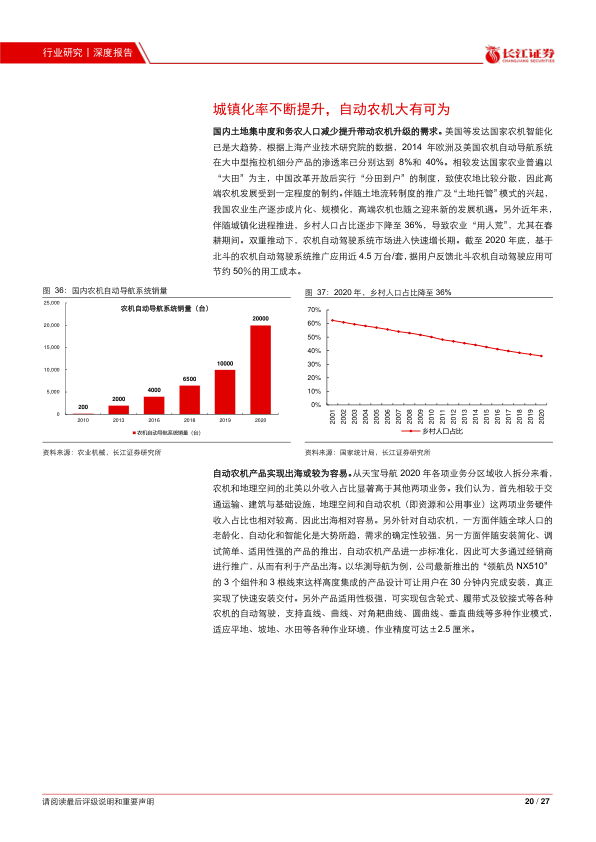 行业研究丨深度报告
长江证券
CHANGJIANG SECURITIES
城镇化率不断提升，自动农机大有可为
国内土地集中度和务农人口减少提升带动农机升级的需求。美国等发达国家农机智能化
已是大趋势，根据上海产业技术研究院的数据，2014 年欧洲及美国农机自动导航系统
在大中型拖拉机细分产品的渗透率已分别达到 8%和 40%。相较发达国家农业普遍以
“大田”为主，中国改革开放后实行“分田到户”的制度，致使农地比较分散，因此高
端农机发展受到一定程度的制约。伴随土地流转制度的推广及“土地托管”模式的兴起，
我国农业生产逐步成片化、规模化，高端农机也随之迎来新的发展机遇。另外近年来，
伴随城镇化进程推进，乡村人口占比逐步下降至 36%，导致农业“用人荒”，尤其在春
耕期间。双重推动下，农机自动驾驶系统市场进入快速增长期。截至 2020 年底，基于
北斗的农机自动驾驶系统推广应用近 4.5 万台/套，据用户反馈北斗农机自动驾驶应用可
节约 50%的用工成本。
图 36：国内农机自动导航系统销量
农机自动导航系统销量（台）
25,000
20,000
15,000
10,000
5,000
0
200
2000
4000
6500
10000
20000
2010
2013
2016
2018
2019
2020
农机自动导航系统销量（台）
资料来源：农业机械，长江证券研究所
图 37：2020 年，乡村人口占比降至 36%
70%
60%
50%
40%
30%
20%
10%
0%
2001
2002
2003
2004
2005
2006
2007
2008
2009
2010
2011
2012
2013
2014
2015
2016
2017
2018
2019
2020
乡村人口占比
资料来源：国家统计局，长江证券研究所
自动农机产品实现出海或较为容易。从天宝导航 2020 年各项业务分区域收入拆分来看，
农机和地理空间的北美以外收入占比显著高于其他两项业务。我们认为，首先相较于交
通运输、建筑与基础设施，地理空间和自动农机（即资源和公用事业）这两项业务硬件
收入占比也相对较高，因此出海相对容易。另外针对自动农机，一方面伴随全球人口的
老龄化，自动化和智能化是大势所趋，需求的确定性较强，另一方面伴随安装简化、调
试简单、适用性强的产品的推出，自动农机产品进一步标准化，因此可大多通过经销商
进行推广，从而有利于产品出海。以华测导航为例，公司最新推出的“领航员 NX510”
的 3 个组件和 3 根线束这样高度集成的产品设计可让用户在 30 分钟内完成安装，真正
实现了快速安装交付。另外产品适用性极强，可实现包含轮式、履带式及铰接式等各种
农机的自动驾驶，支持直线、曲线、对角耙曲线、圆曲线、垂直曲线等多种作业模式，
适应平地、坡地、水田等各种作业环境，作业精度可达±2.5 厘米。
请阅读最后评级说明和重要声明
20 / 27